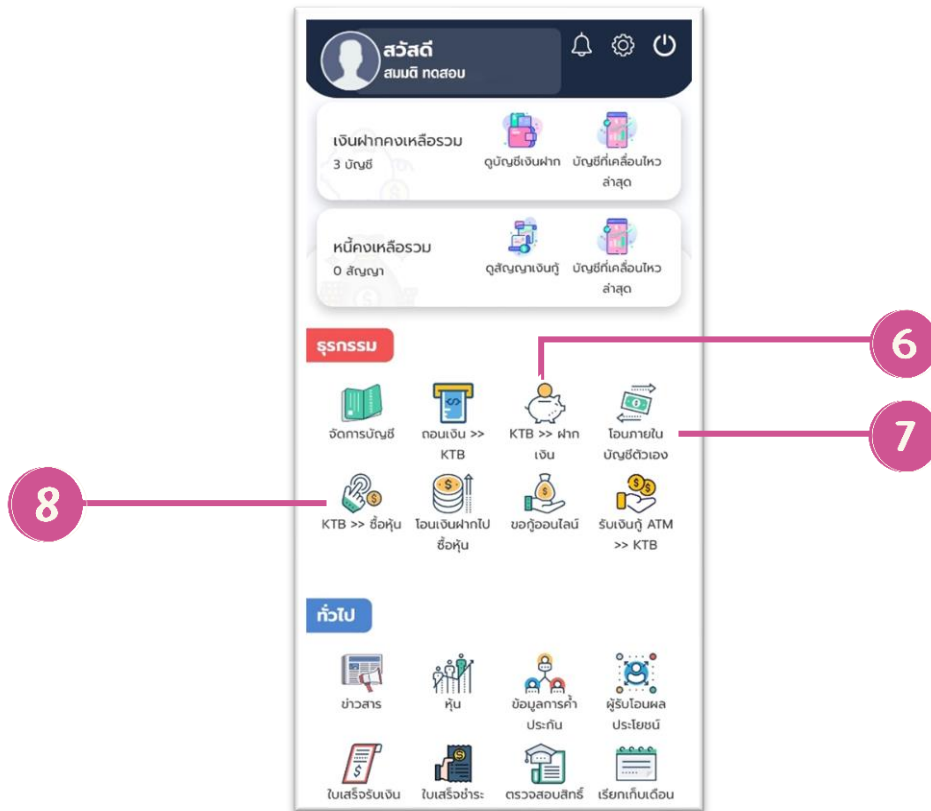 สวัสดี
สมมติ ทดสอบ
เงินฝากคงเหลือรวม
3 บัญชี
ดูบัญชีเงินฝาก
บัญชีที่เคลื่อนไหว
ล่าสุด
หนี้คงเหลือรวม
0 สัญญา
ดูสัญญาเงินกู้
บัญชีที่เคลื่อนไหว
ล่าสุด
ธุรกรรม
6
จัดการบัญชี
ถอนเงิน >>
KTB
KTB >> ฝาก
เงิน
โอนภายใน
บัญชีตัวเอง
7
8
KTB >> ซื้อหุ้น
โอนเงินฝากไป
ซื้อหุ้น
ขอกู้ออนไลน์
รับเงินกู้ ATM
>> KTB
ทั่วไป
ข่าวสาร
หุ้น
ข้อมูลการค้ำ
ประกัน
ผู้รับโอนผล
ประโยชน์
ใบเสร็จรับเงิน
ใบเสร็จชำระ
ตรวจสอบสิทธิ์
เรียกเก็บเดือน